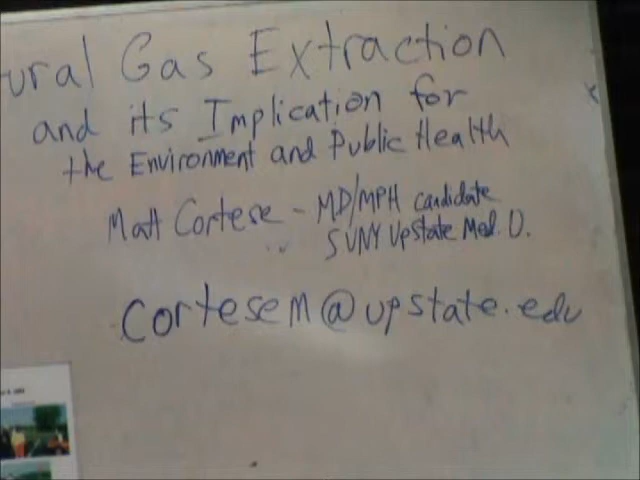 ural Gas Extraction
and its Implication for
the Environment and Public Health
Matt Cortese - MD/MPH candidate
SUNY Upstate Med. U.
cortesem@upstate.edu